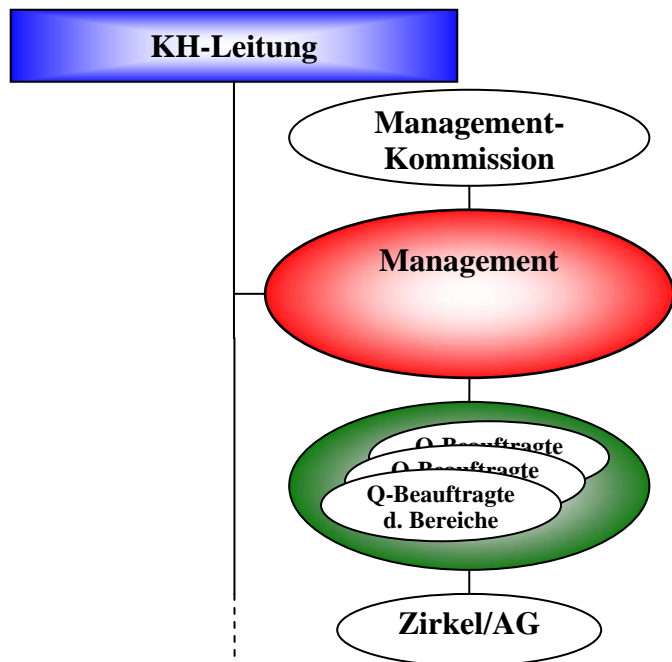 KH-Leitung
Management-
Kommission
Management
Q-Beauftragte
Q-Beauftragte
Q-Beauftragte
d. Bereiche
Zirkel/AG